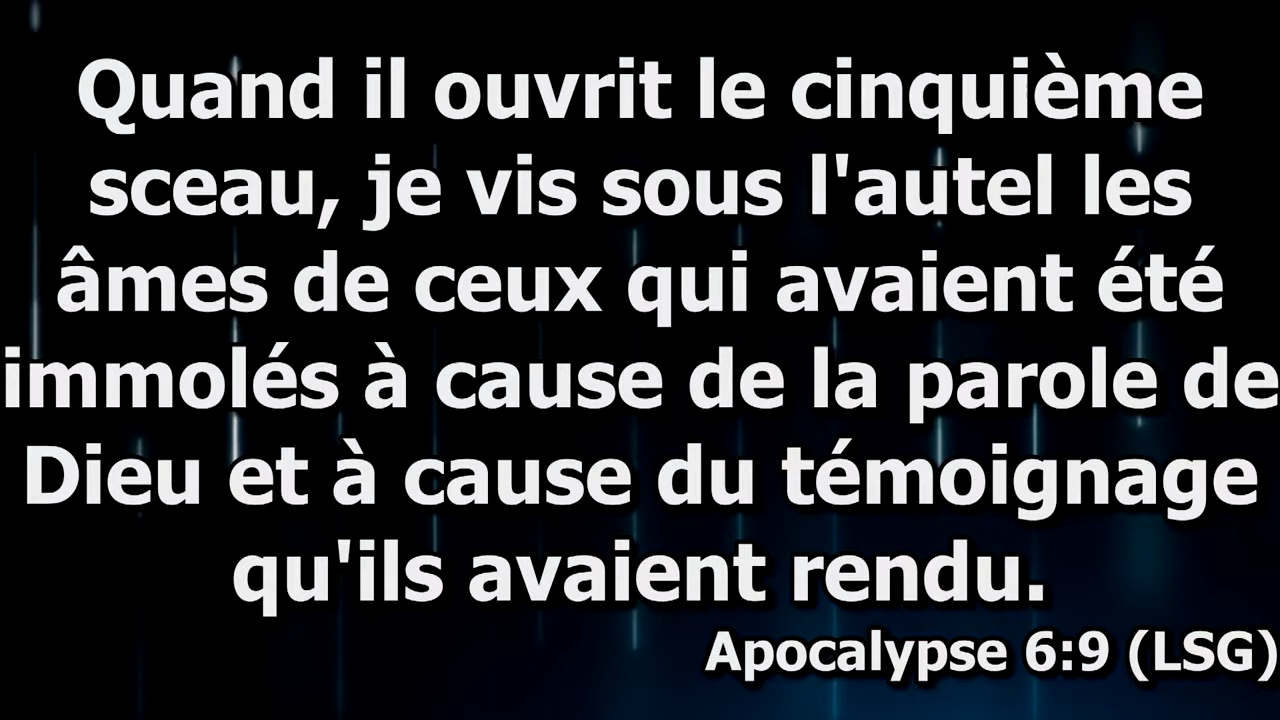 Quand il ouvrit le cinquième
sceau, je vis sous l'autel les
âmes de ceux qui avaient été
immolés à cause de la parole de
Dieu et à cause du témoignage
qu'ils avaient rendu.
Apocalypse 6:9 (LSG)